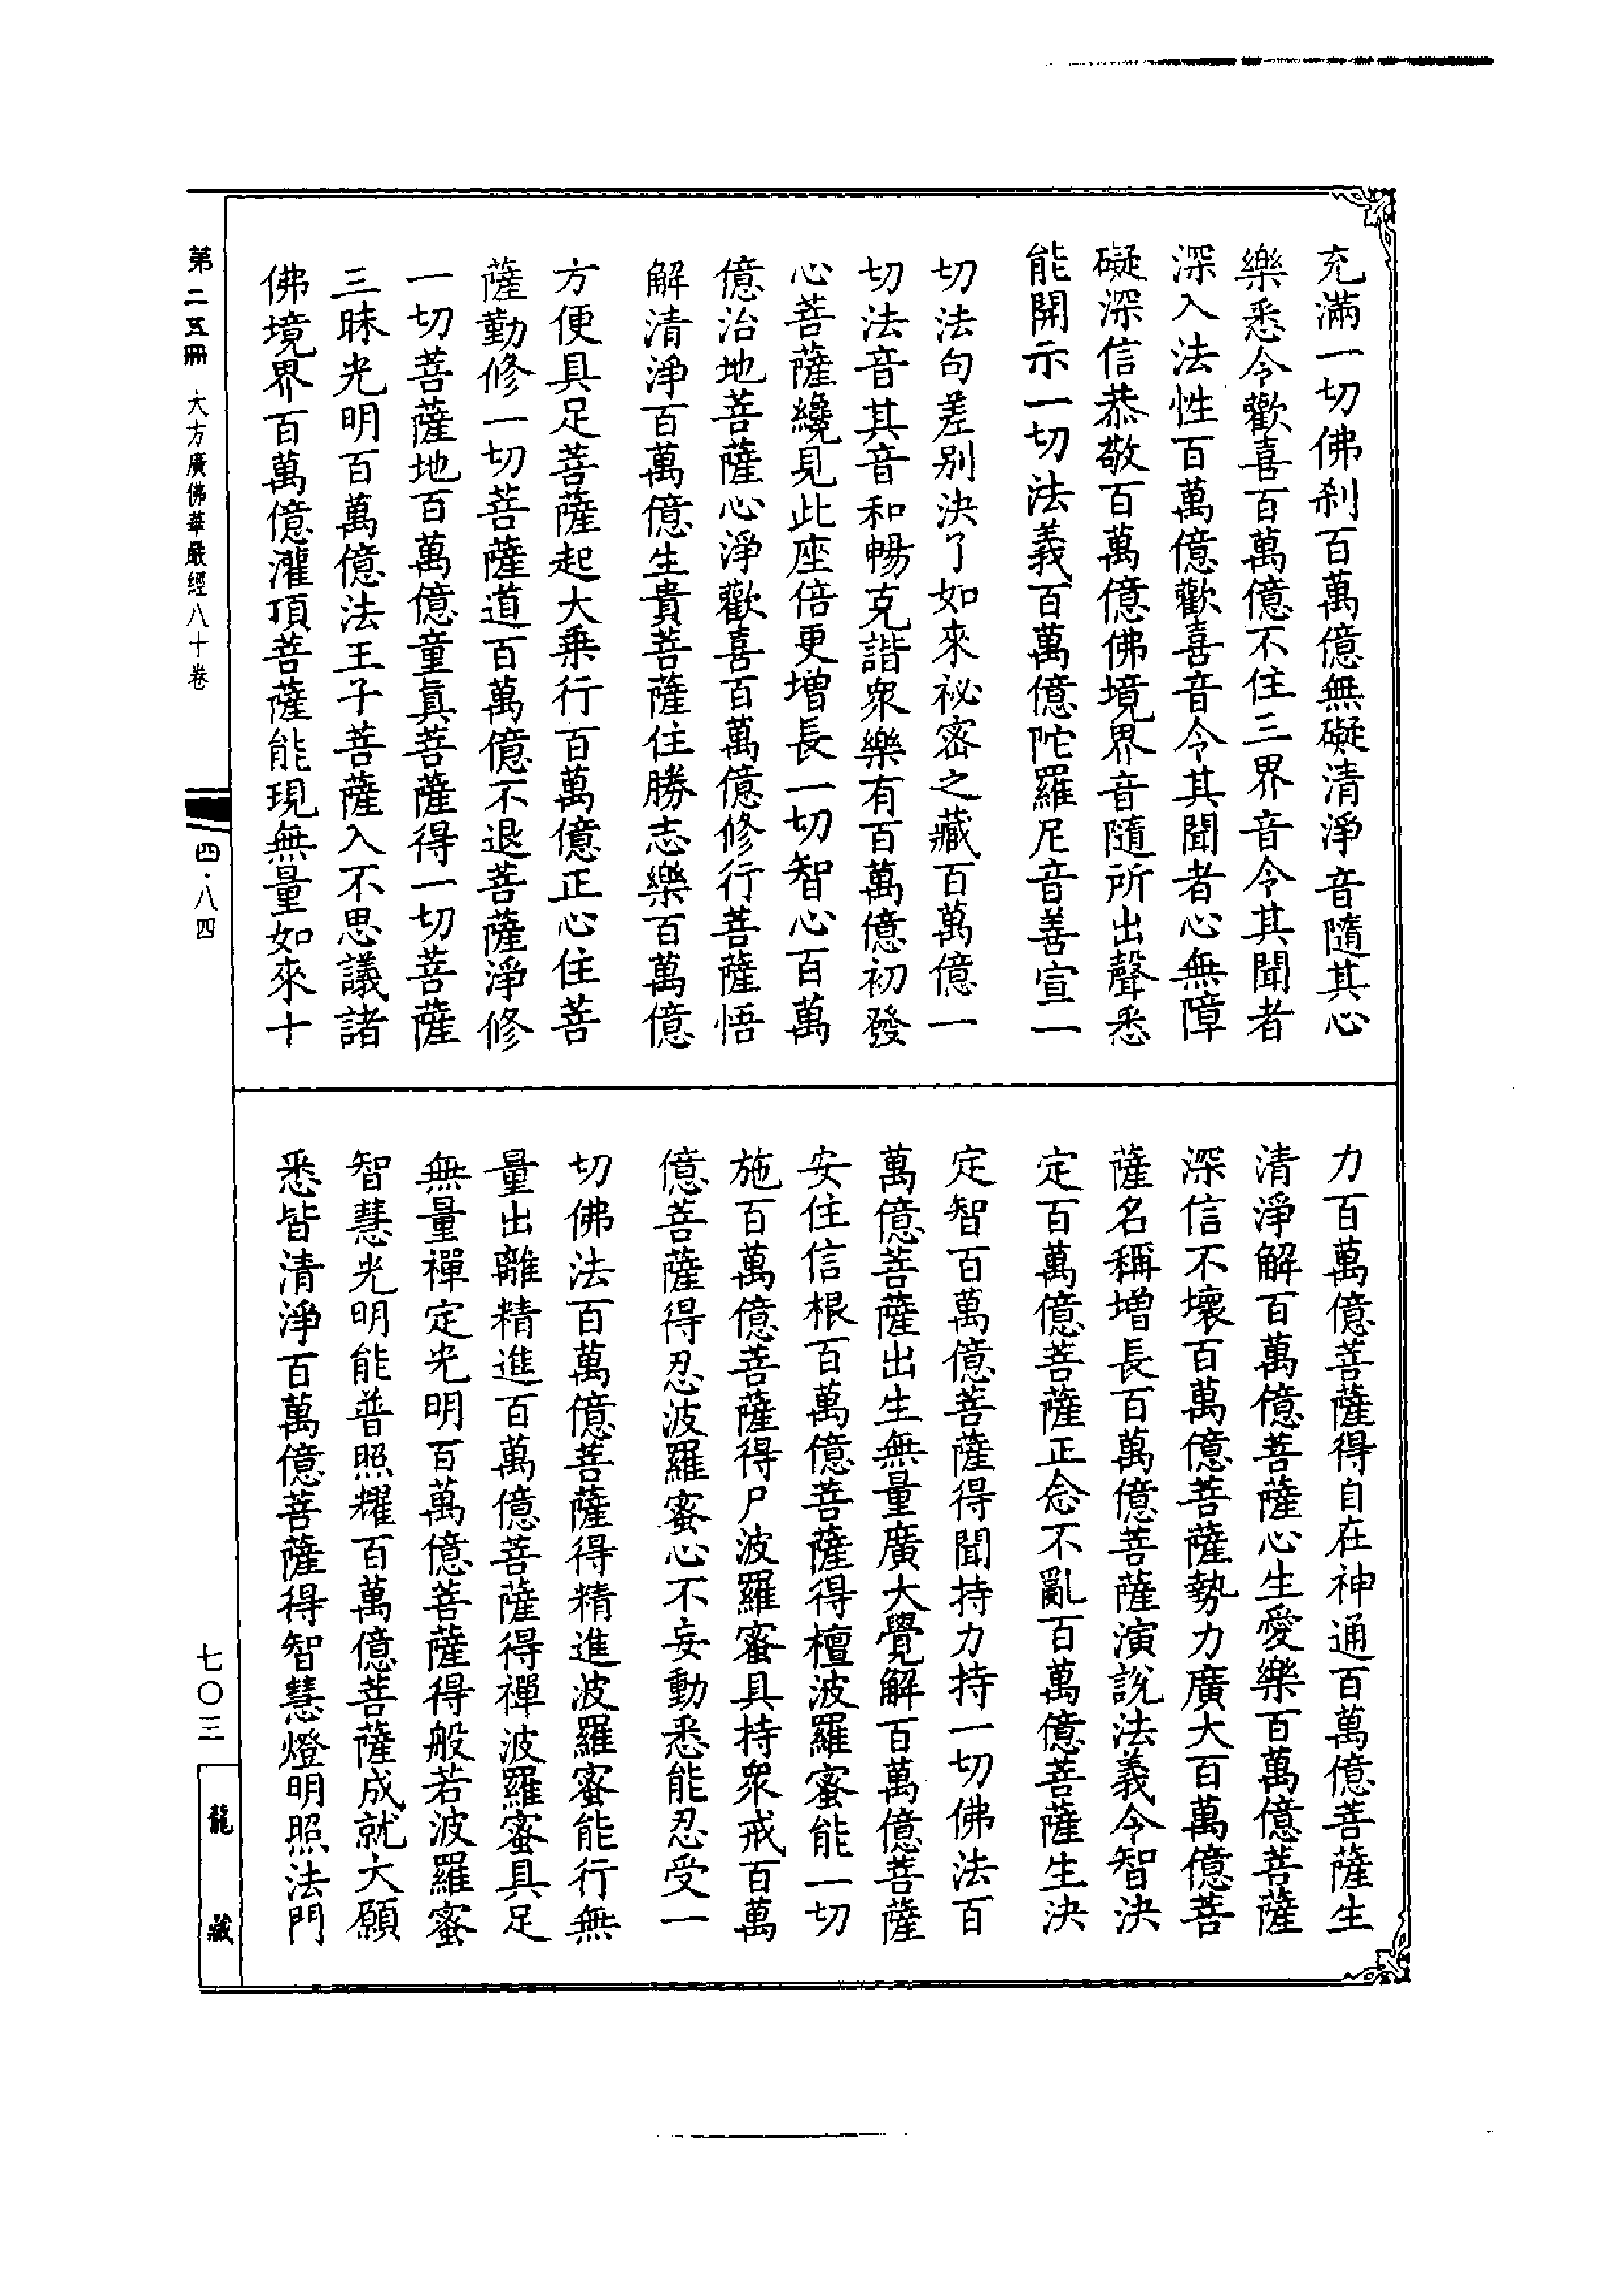 充滿一切佛刹百萬億無礙清淨音隨其心
樂悉令歡喜百萬億不住三界音令其聞者
深入法性百萬億歡喜音令其聞者心無障
礙深信恭敬百萬億佛境界音隨所出聲悉
能開示一切法義百萬億陀羅尼音善宣一
切法句差別決了如來祕密之藏百萬億一
切法音其音和暢克諧衆樂有百萬億初發
心菩薩纔見此座倍更增長一切智心百萬
億治地菩薩心淨歡喜百萬億修行菩薩悟
解清淨百萬億生貴菩薩住勝志樂百萬億
方便具足菩薩起大乗行百萬億正心住菩
薩勤修一切菩薩道百萬億不退菩薩淨修
一切菩薩地百萬億童眞菩薩得一切菩薩
三昧光明百萬億法王子菩薩入不思議諸
佛境界百萬億灌頂菩薩能現無量如來十
力百萬億菩薩得自在神通百萬億菩薩生
清淨解百萬億菩薩心生愛樂百萬億菩薩
深信不壞百萬億菩薩勢力廣大百萬億菩
薩名稱增長百萬億菩薩演說法義令智決
定百萬億菩薩正念不亂百萬億菩薩生決
定智百萬億菩薩得聞持力持一切佛法百
萬億菩薩出生無量廣大覺解百萬億菩薩
安住信根百萬億菩薩得檀波羅蜜能一切
施百萬億菩薩得尸波羅蜜具持衆戒百萬
億菩薩得忍波羅蜜心不妄動悉能忍受一
切佛法百萬億菩薩得精進波羅蜜能行無
量出離精進百萬億菩薩得禪波羅蜜具足
無量禪定光明百萬億菩薩得般若波羅蜜
智慧光明能普照耀百萬億菩薩成就大願
悉皆清淨百萬億菩薩得智慧燈明照法門
第二五冊 大方廣佛華嚴經八十卷
四·八四
七〇三
龍藏